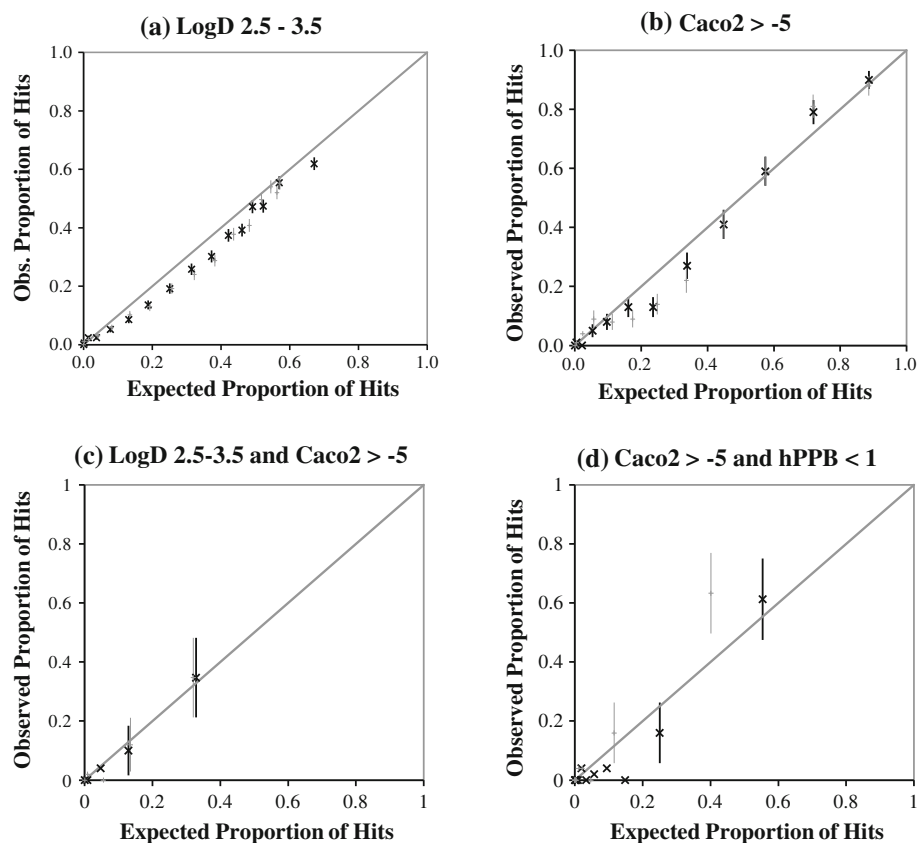 (a) LogD 2.5 - 3.5
Obs. Proportion of Hits
1.0
0.8
0.6
0.4
0.2
0.0
0.0 0.2 0.4 0.6 0.8 1.0
Expected Proportion of Hits
(b) Caco2 > -5
Observed Proportion of Hits
1.0
0.8
0.6
0.4
0.2
0.0
0.0 0.2 0.4 0.6 0.8 1.0
Expected Proportion of Hits
(c) LogD 2.5-3.5 and Caco2 > -5
Observed Proportion of Hits
1
0.8
0.6
0.4
0.2
0
0 0.2 0.4 0.6 0.8 1
Expected Proportion of Hits
(d) Caco2 > -5 and hPPB < 1
Observed Proportion of Hits
1
0.8
0.6
0.4
0.2
0
0 0.2 0.4 0.6 0.8 1
Expected Proportion of Hits